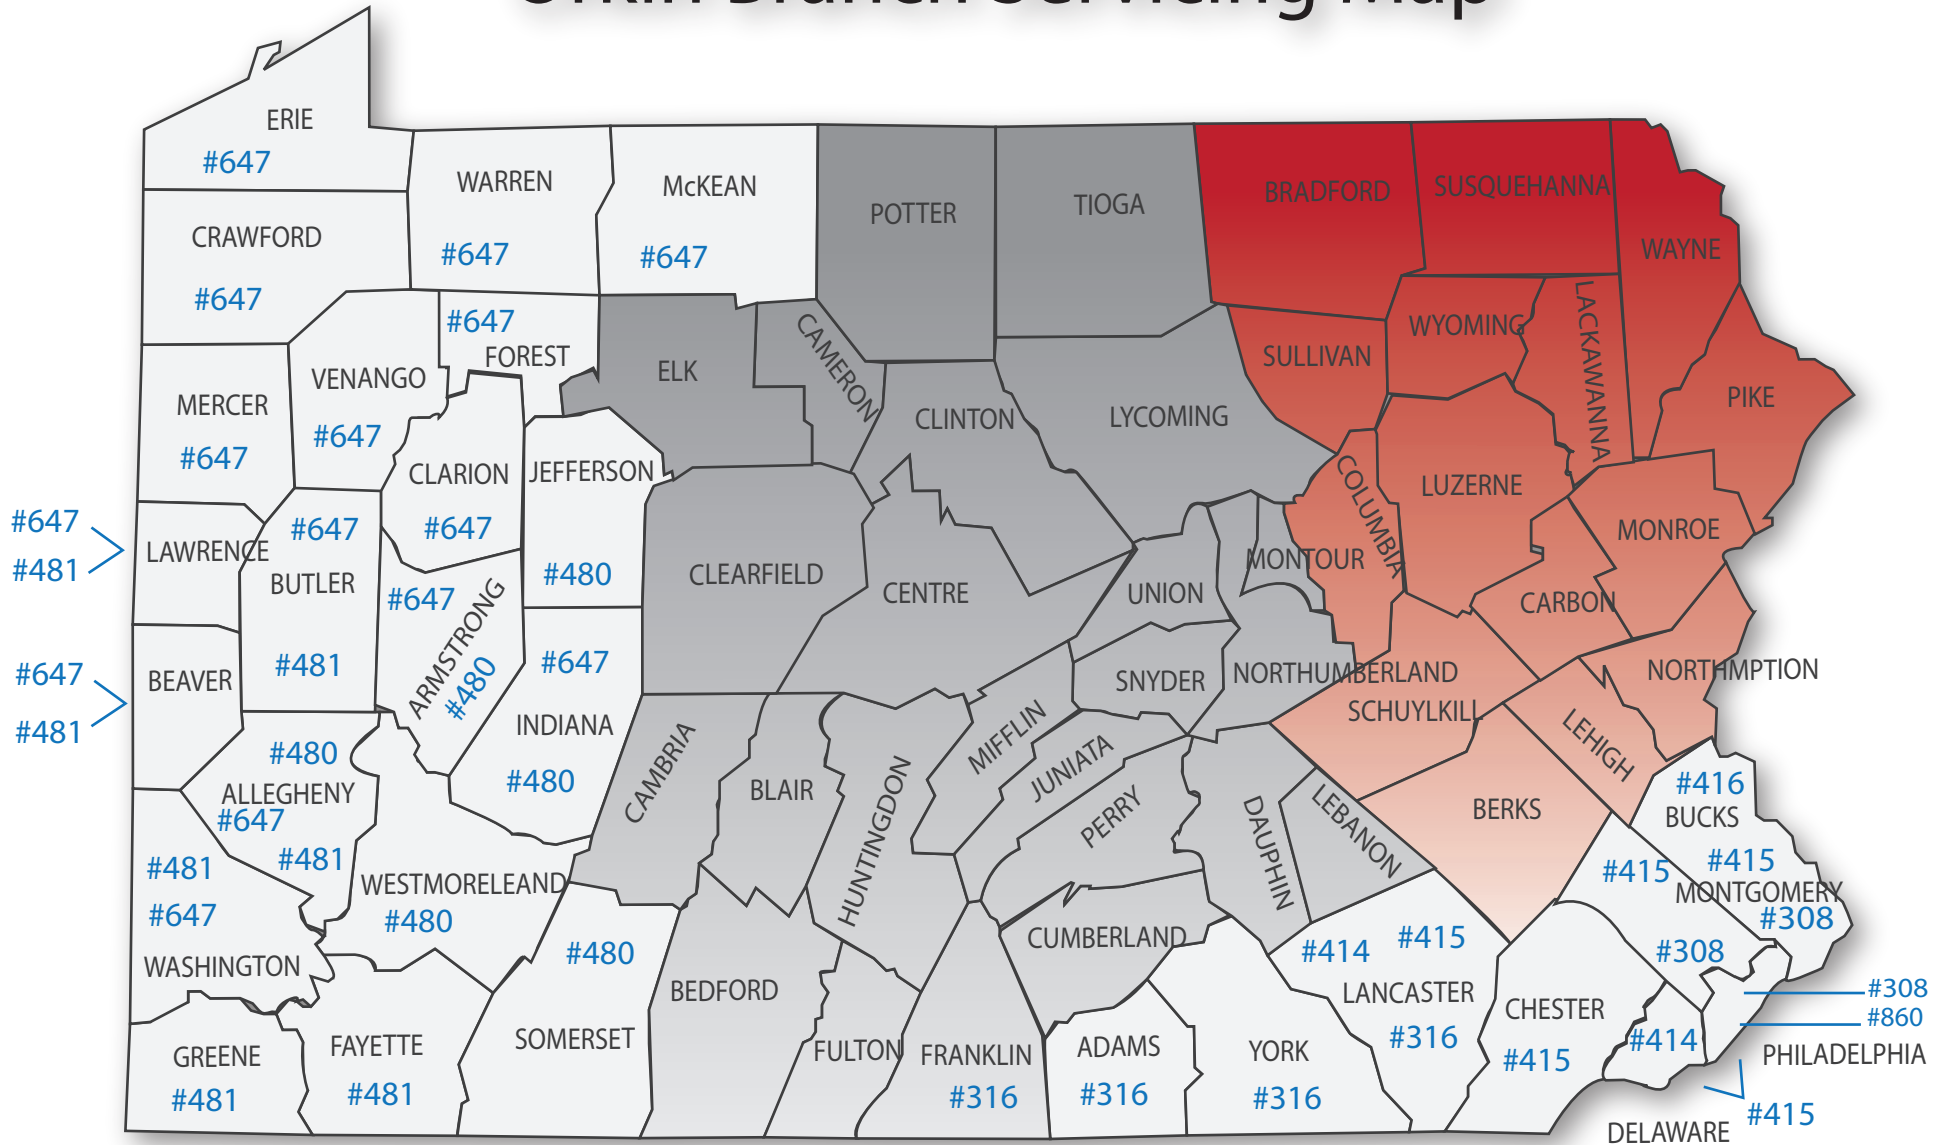 Orkin Branch Servicing Map
ERIE
#647
WARREN
#647
McKEAN
#647
POTTER
TIOGA
BRADFORD
SUSQUEHANNA
WAYNE
CRAWFORD
#647
#647
FOREST
ELK
CAMERON
CLINTON
LYCOMING
SULLIVAN
WYOMING
LACKAWANNA
PIKE
MERCER
#647
VENANGO
#647
CLARION
#647
JEFFERSON
#480
COLUMBIA
LUZERNE
MONROE
#647
#481
LAWRENCE
#647
BUTLER
#481
#647
ARMSTRONG
#480
CLEARFIELD
CENTRE
UNION
MONTOUR
CARBON
#647
#481
BEAVER
#647
INDIANA
#480
SNYDER
NORTHUMBERLAND
SCHUYLKILL
NORTHMPTION
LEHIGH
#480
ALLEGHENY
#647
#481
CAMBRIA
BLAIR
HUNTINGDON
MIFFLIN
JUNIATA
PERRY
DAUPHIN
LEBANON
BERKS
#416
BUCKS
#415
#308
#481
#647
WASHINGTON
WESTMORELEAND
#480
#415
MONTGOMERY
#308
#480
SOMERSET
BEDFORD
CUMBERLAND
#414
#415
LANCASTER
#316
CHESTER
#415
#308
#860
PHILADELPHIA
GREENE
#481
FAYETTE
#481
FULTON
FRANKLIN
#316
ADAMS
#316
YORK
#316
#414
#415
DELAWARE